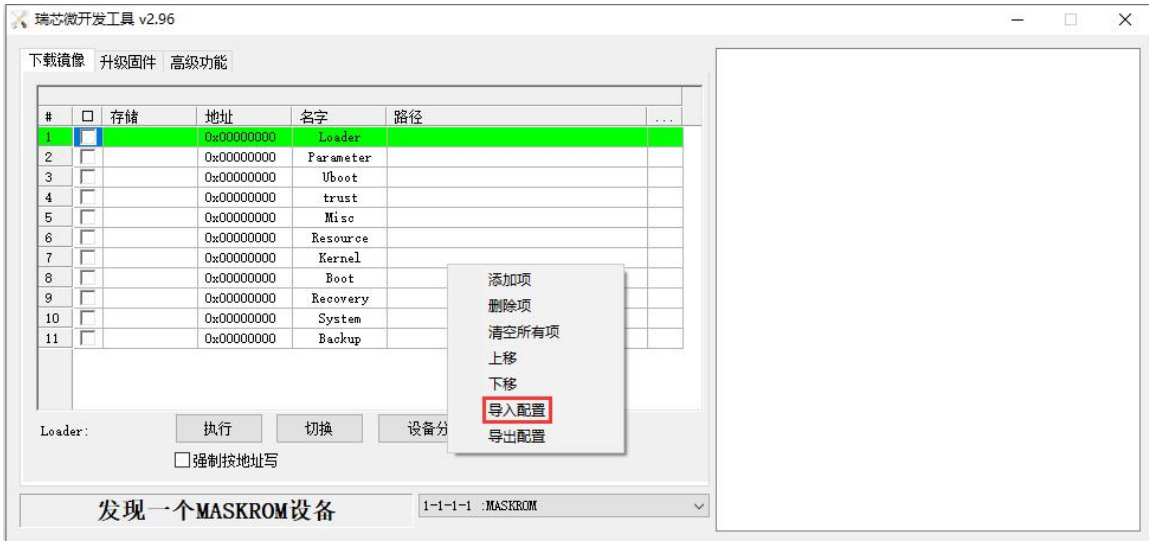 瑞芯微开发工具 v2.96
下载镜像 升级固件 高级功能
# 存储 地址 名字 路径 ...
1 0x00000000 Loader
2 0x00000000 Parameter
3 0x00000000 Uboot
4 0x00000000 trust
5 0x00000000 Misc
6 0x00000000 Resource
7 0x00000000 Kernel
8 0x00000000 Boot
9 0x00000000 Recovery
10 0x00000000 System
11 0x00000000 Backup
添加项
删除项
清空所有项
上移
下移
导入配置
导出配置
Loader: 执行 切换 设备分
强制按地址写
发现一个MASKROM设备
1-1-1-1 :MASKROM